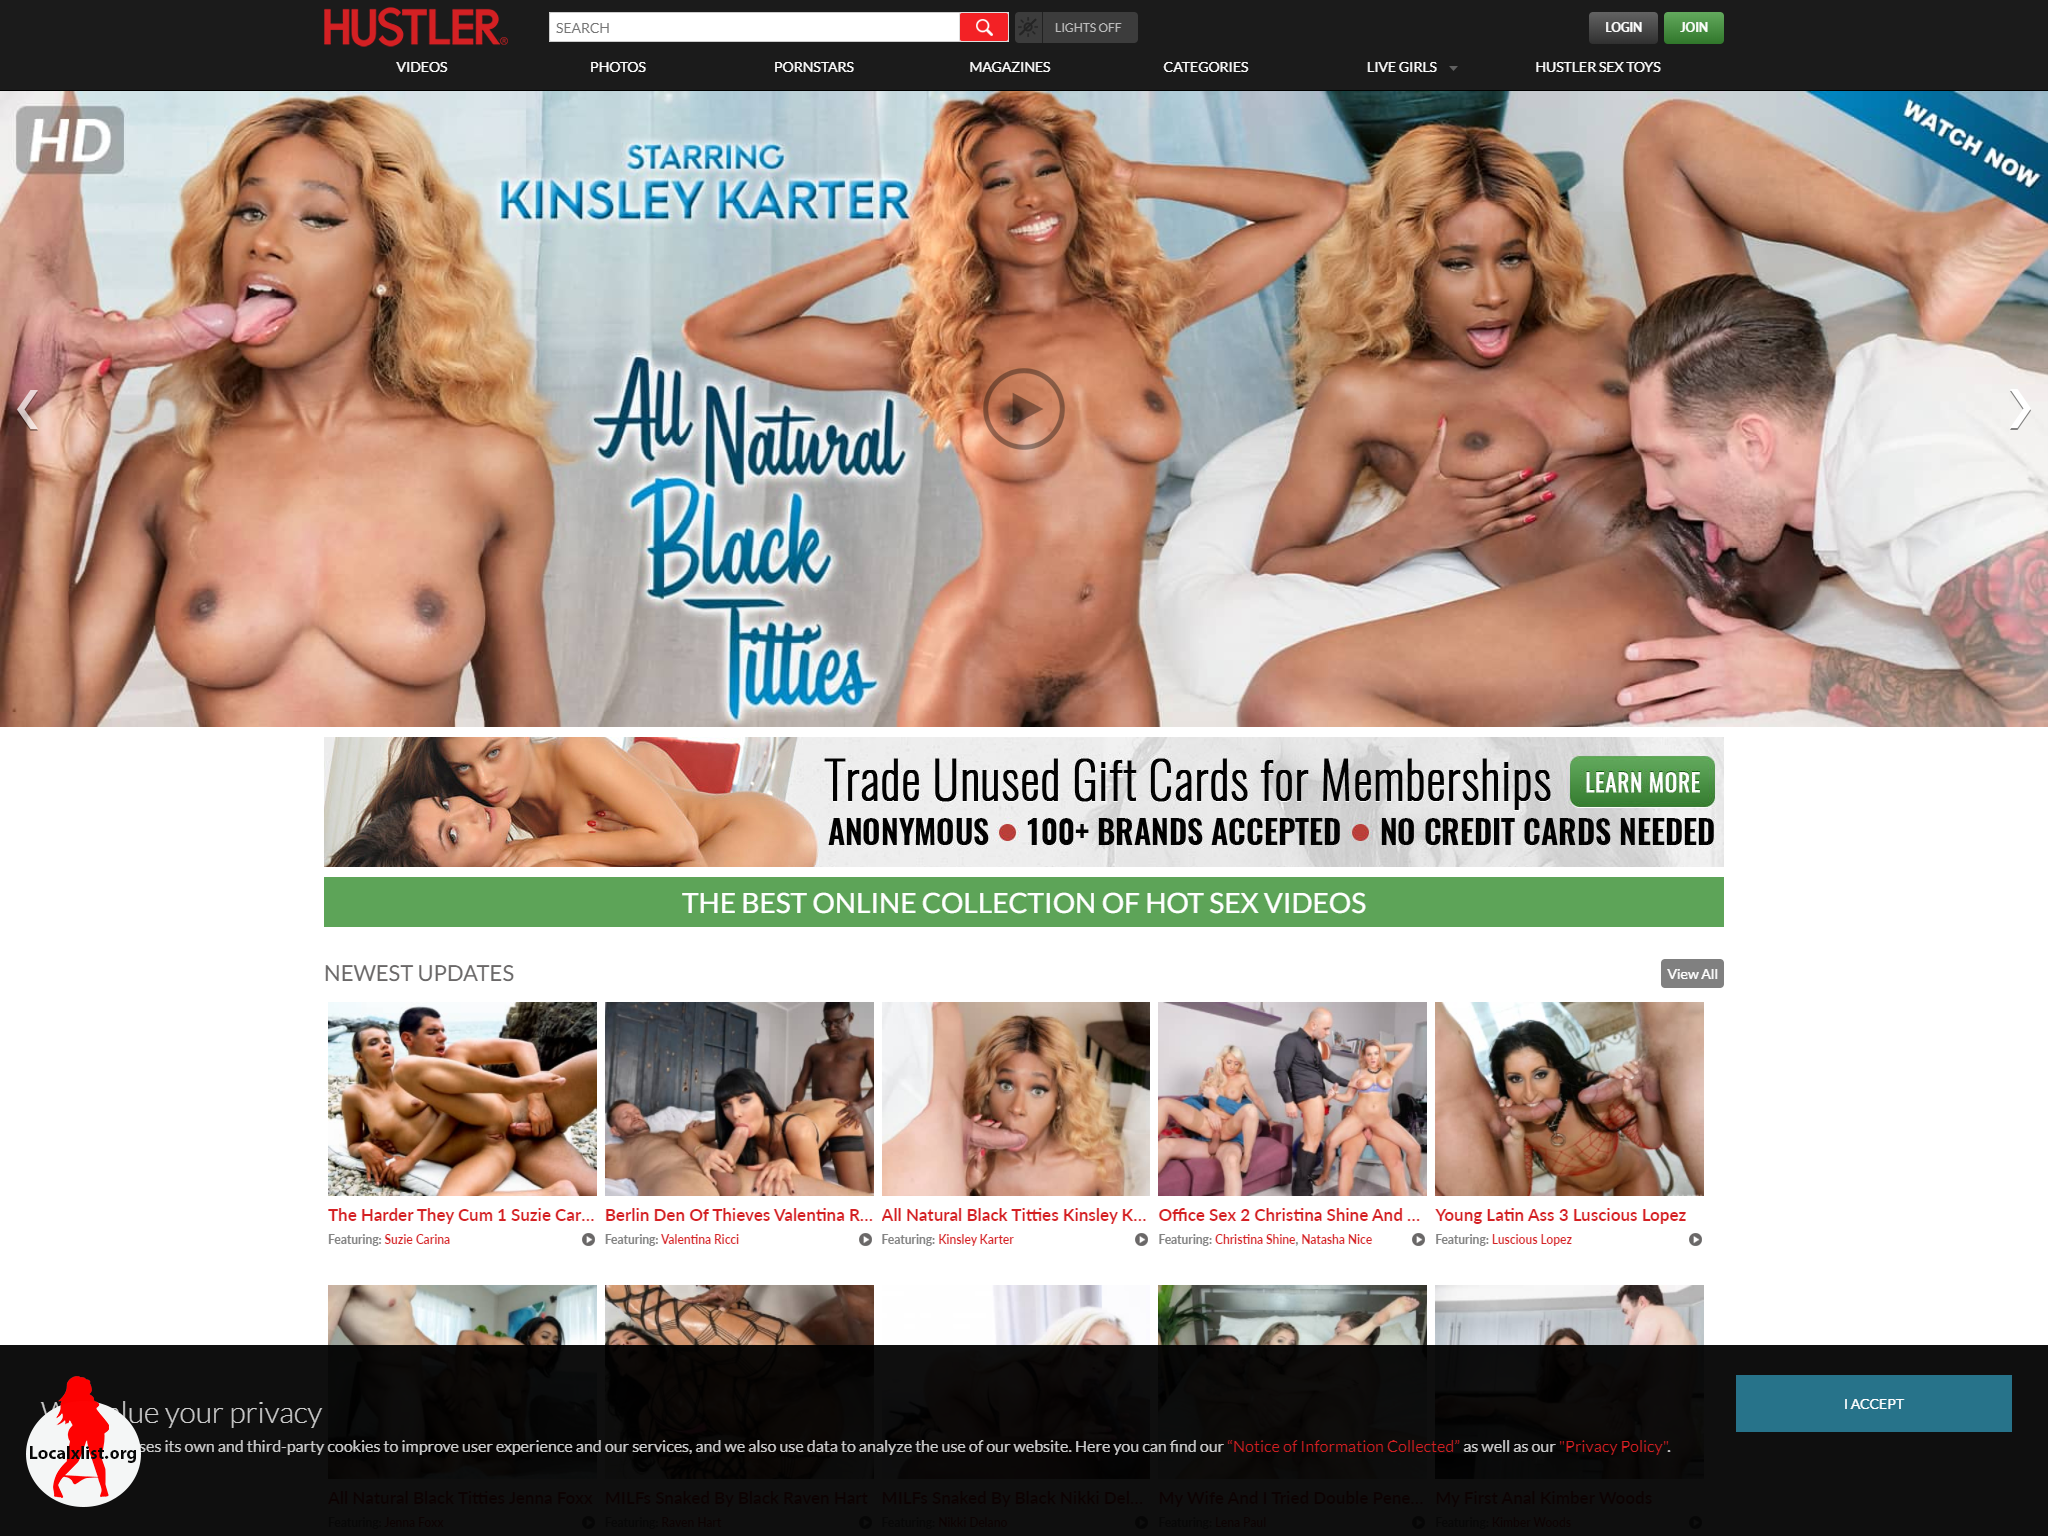 HUSTLER®
SEARCH
LIGHTS OFF
LOGIN
JOIN
VIDEOS
PHOTOS
PORNSTARS
MAGAZINES
CATEGORIES
LIVE GIRLS
HUSTLER SEX TOYS
HD
STARRING
KINSLEY KARTER
WATCH NOW
All Natural
Black
Titties
Trade Unused Gift Cards for Memberships
LEARN MORE
ANONYMOUS ● 100+ BRANDS ACCEPTED ● NO CREDIT CARDS NEEDED
THE BEST ONLINE COLLECTION OF HOT SEX VIDEOS
NEWEST UPDATES
View All
The Harder They Cum 1 Suzie Car...
Featuring: Suzie Carina
Berlin Den Of Thieves Valentina R...
Featuring: Valentina Ricci
All Natural Black Titties Kinsley K...
Featuring: Kinsley Karter
Office Sex 2 Christina Shine And ...
Featuring: Christina Shine, Natasha Nice
Young Latin Ass 3 Luscious Lopez
Featuring: Luscious Lopez
your privacy
I ACCEPT
its own and third-party cookies to improve user experience and our services, and we also use data to analyze the use of our website. Here you can find our "Notice of Information Collected" as well as our "Privacy Policy".
Localxlist.org
All Natural Black Titties Jenna Foxx
Featuring: Jenna Foxx
MILFs Snaked By Black Raven Hart
Featuring: Raven Hart
MILFs Snaked By Black Nikki Del...
Featuring: Nikki Delano
My Wife And I Tried Double Pene...
Featuring: Lena Paul
My First Anal Kimber Woods
Featuring: Kimber Woods